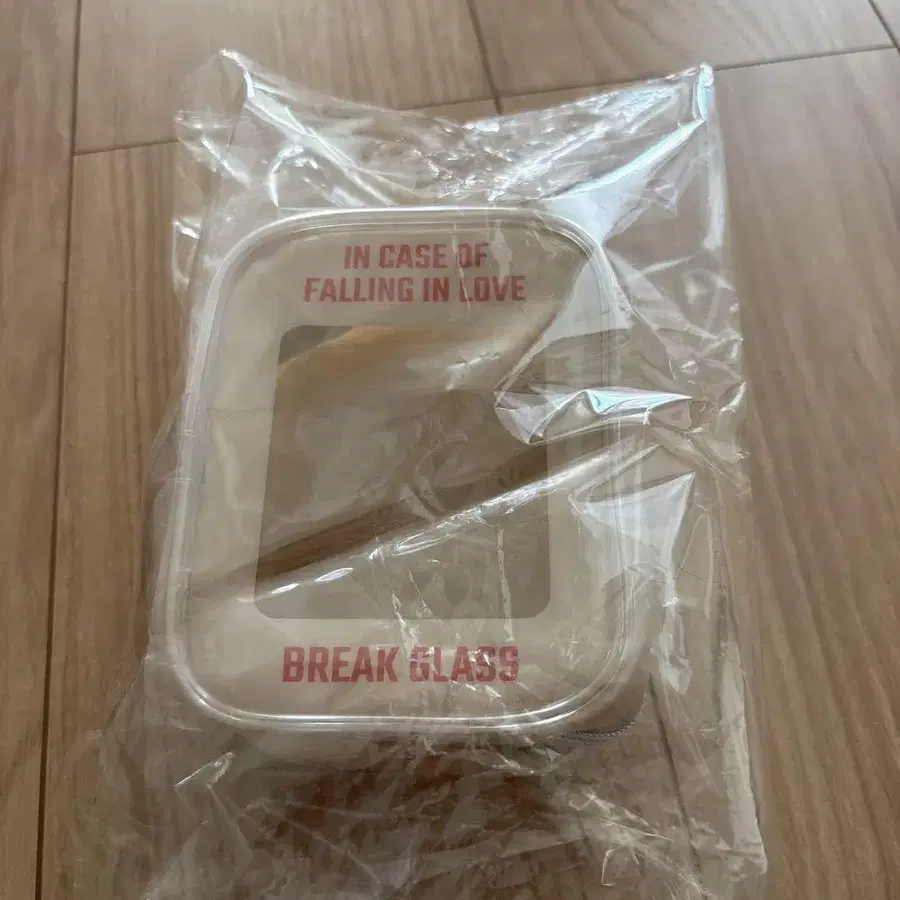 IN CASE OF
FALLING IN LOVE
BREAK GLASS